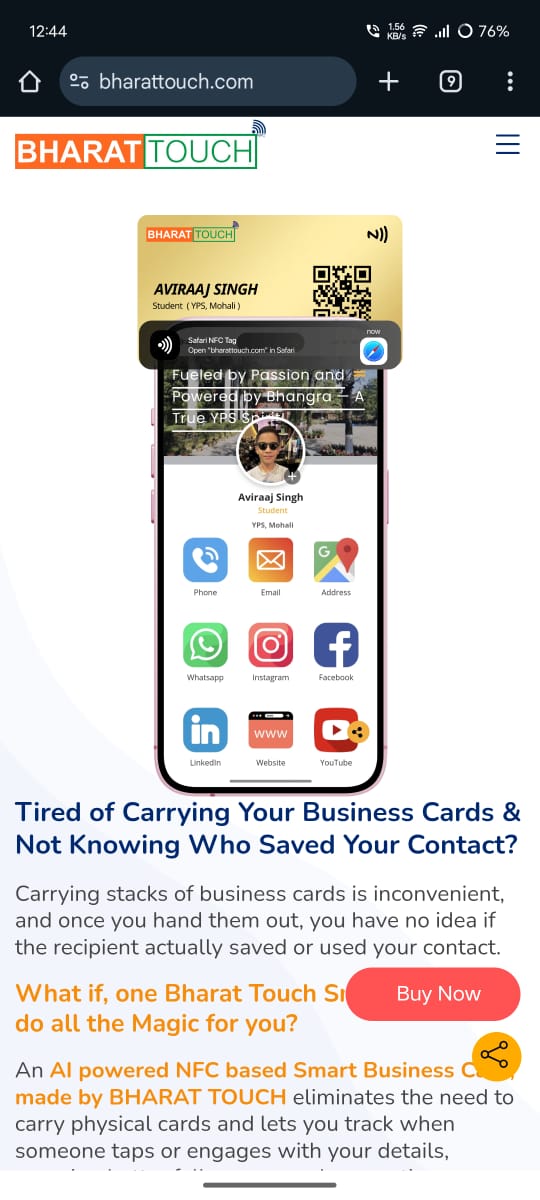 12:44
1.56 KB/s
76%
bharattouch.com
9
BHARAT TOUCH
BHARAT TOUCH
AVIRAAJ SINGH
Student ( YPS, Mohali )
now
Safari NFC Tag
Open "bharattouch.com" in Safari
Fueled by Passion and
Powered by Bhangra — A
True YPS Spirit!
Aviraaj Singh
Student
YPS, Mohali
G
Phone
Email
Address
Whatsapp
Instagram
Facebook
in
www
LinkedIn
Website
YouTube
Tired of Carrying Your Business Cards &
Not Knowing Who Saved Your Contact?
Carrying stacks of business cards is inconvenient,
and once you hand them out, you have no idea if
the recipient actually saved or used your contact.
What if, one Bharat Touch
Buy Now
do all the Magic for you?
An AI powered NFC based Smart Business
made by BHARAT TOUCH eliminates the need to
carry physical cards and lets you track when
someone taps or engages with your details,